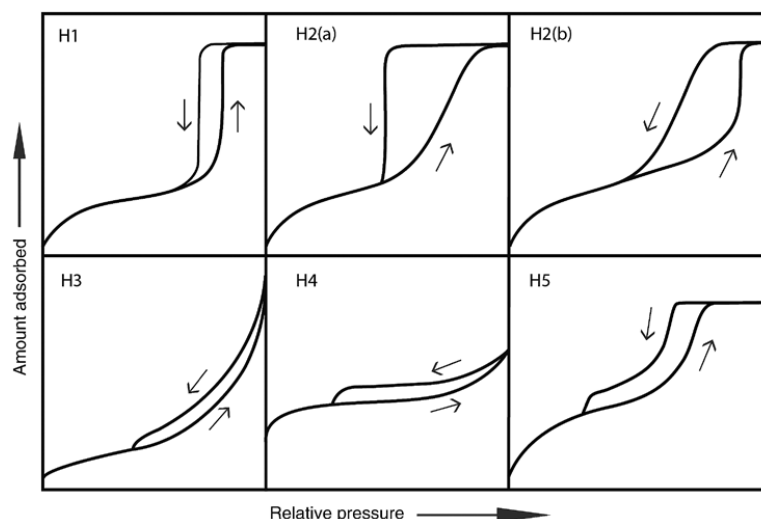 H1
H2(a)
H2(b)
H3
H4
H5
Amount adsorbed
Relative pressure